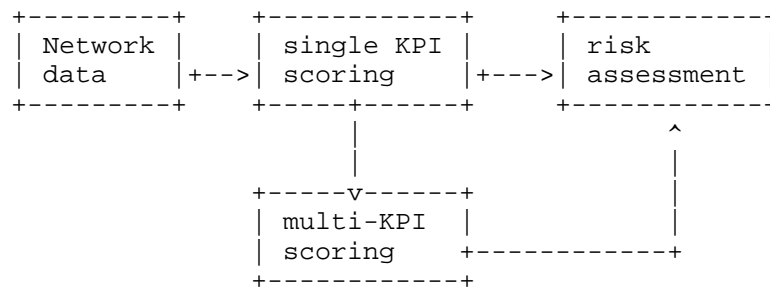 Network
data
single KPI
scoring
risk
assessment
multi-KPI
scoring